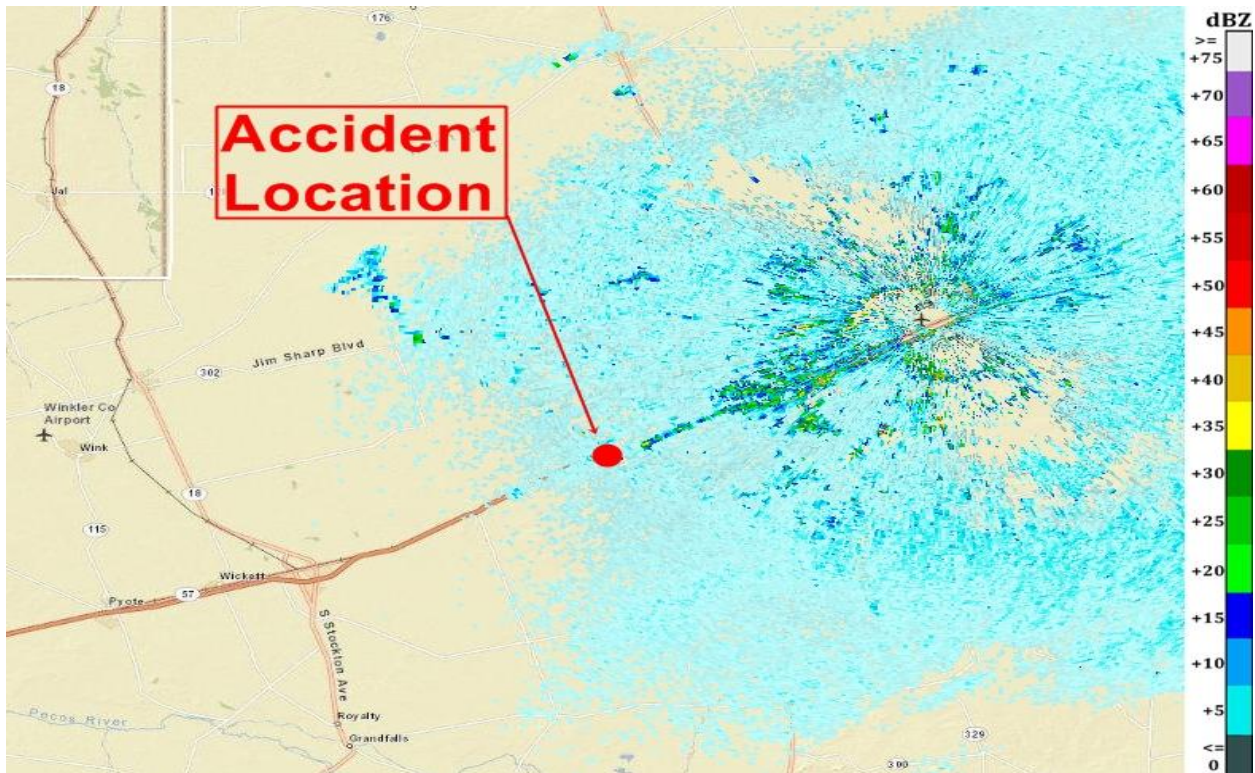 dBZ
>=
+75
+70
+65
+60
+55
+50
+45
+40
+35
+30
+25
+20
+15
+10
+5
<=
0
176
18
Accident
Location
Jal
Jim Sharp Blvd
302
Winkler Co
Airport
Wink
18
115
Wickett
57
Pyote
S Stockton Ave
Pecos River
Royalty
Grandfalls
329
300